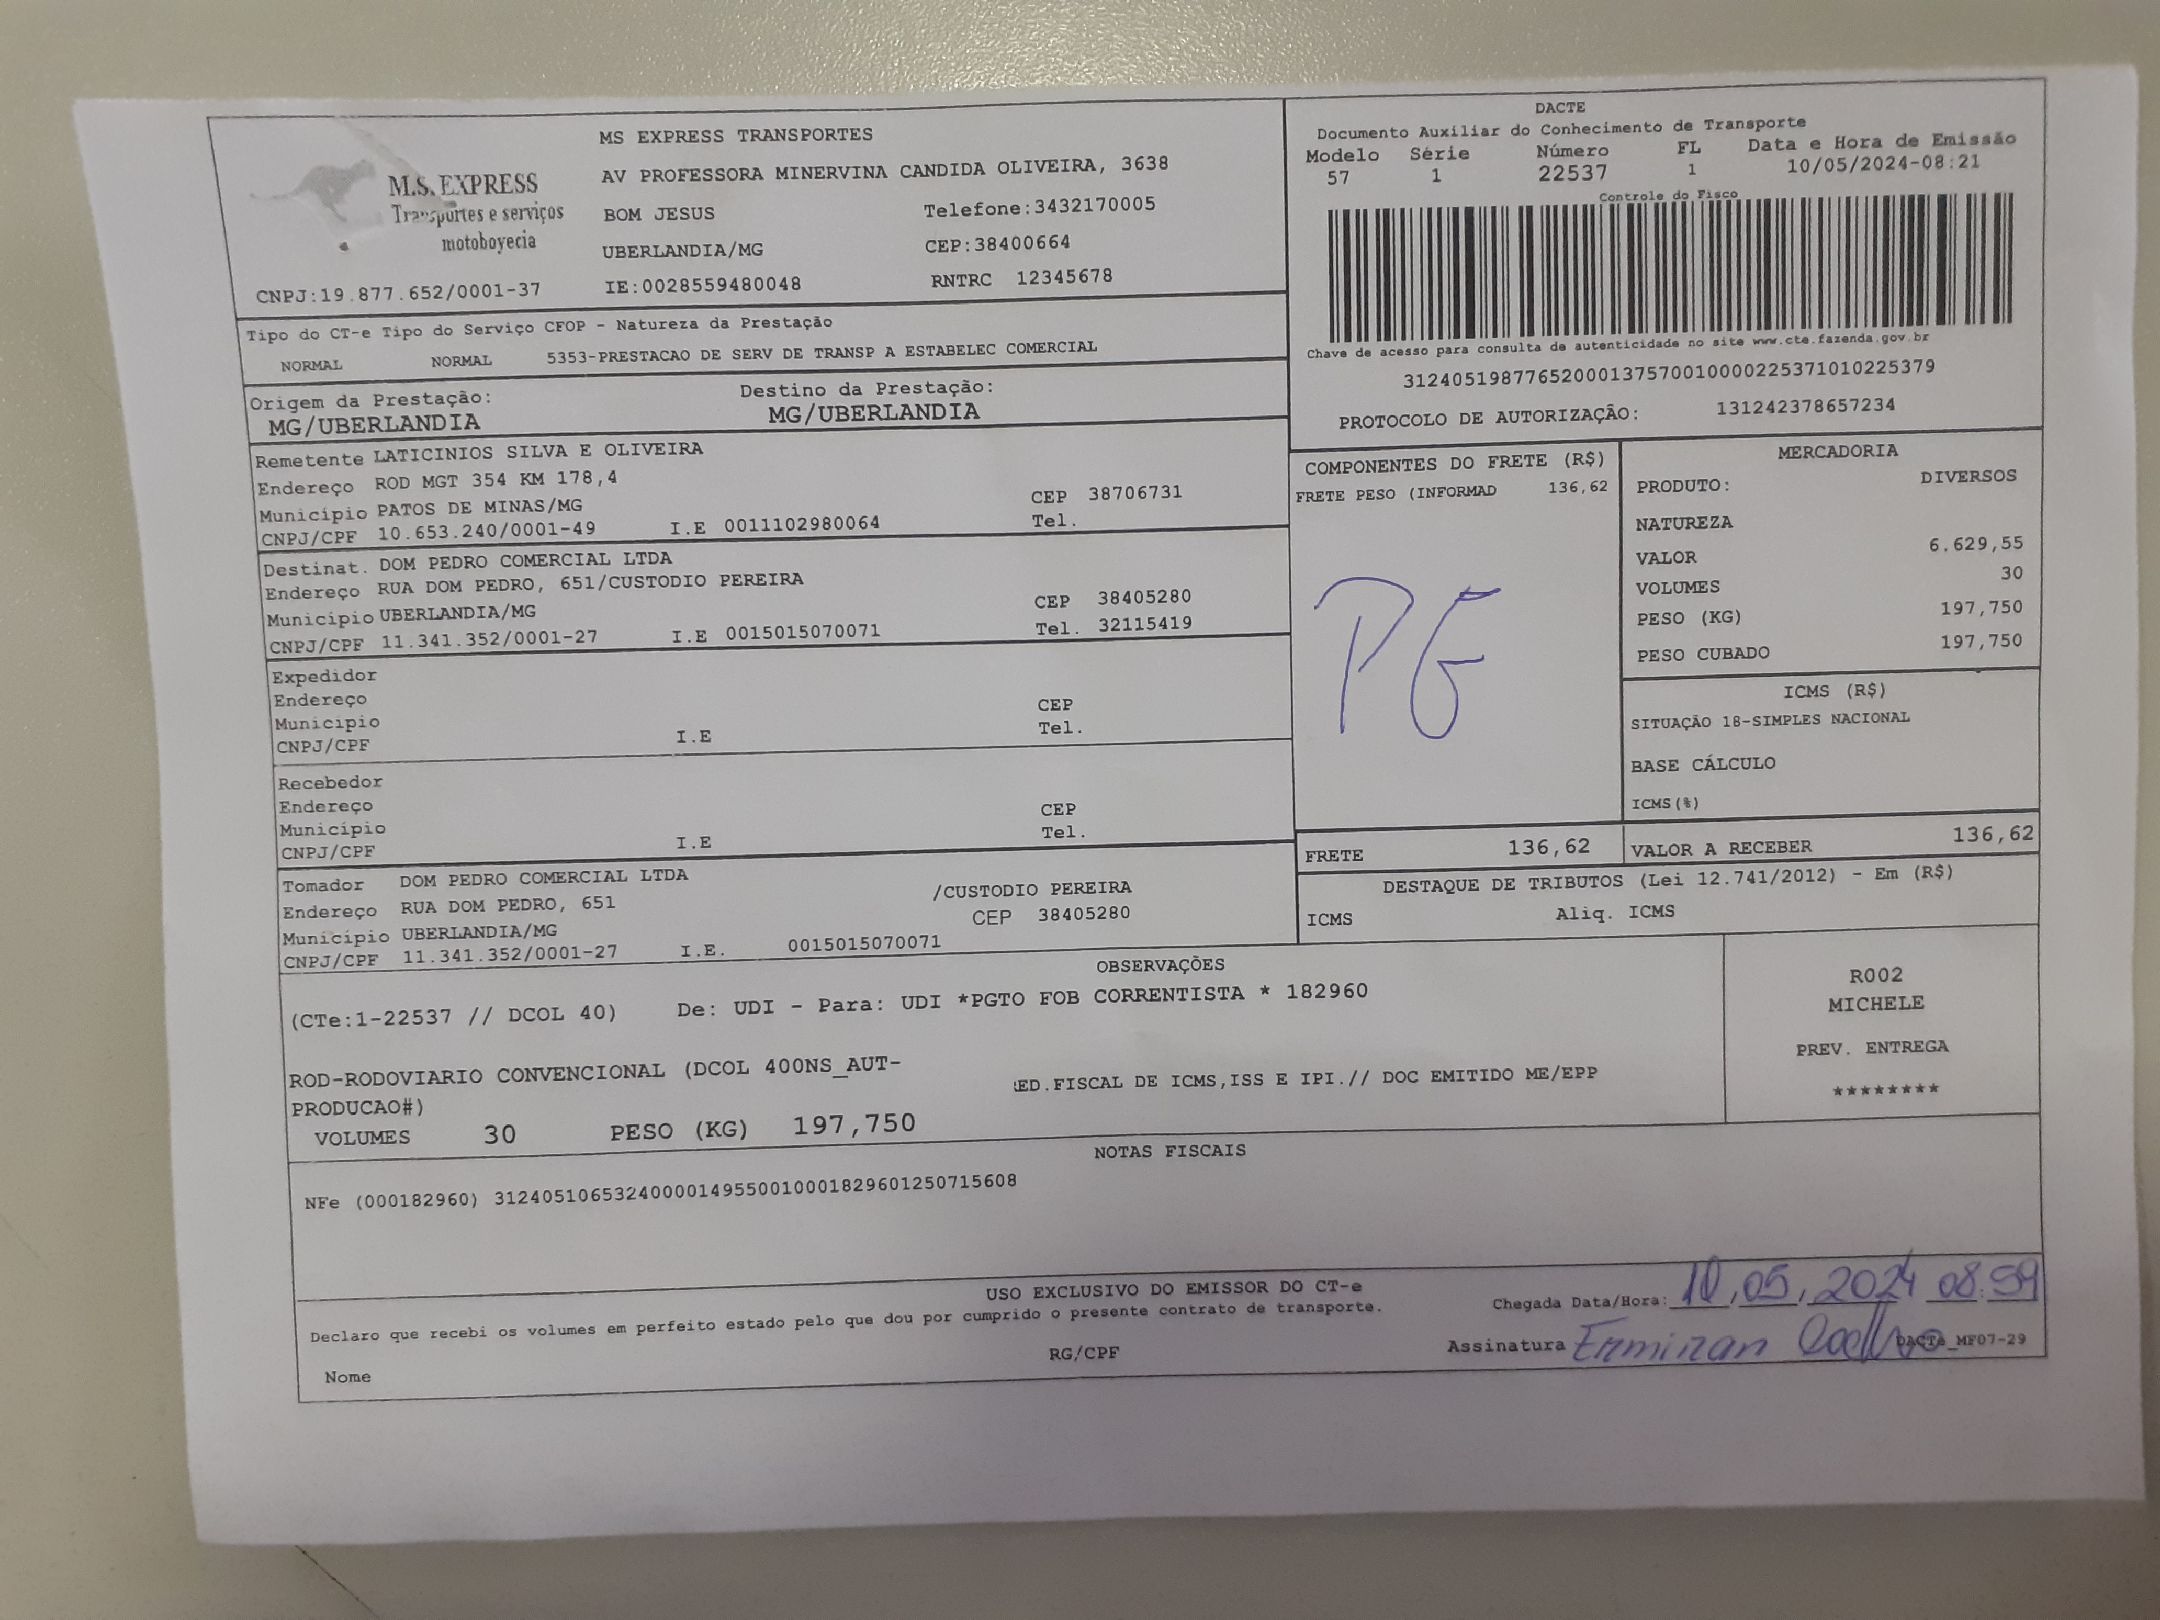 M.S. EXPRESS
Transportes e serviços
motoboyecia
CNPJ:19.877.652/0001-37
MS EXPRESS TRANSPORTES
AV PROFESSORA MINERVINA CANDIDA OLIVEIRA, 3638
BOM JESUS Telefone:3432170005
UBERLANDIA/MG CEP:38400664
IE:0028559480048 RNTRC 12345678
DACTE
Documento Auxiliar do Conhecimento de Transporte
Modelo Série Número FL Data e Hora de Emissão
57 1 22537 1 10/05/2024-08:21
Controle do Fisco
Chave de acesso para consulta de autenticidade no site www.cte.fazenda.gov.br
31240519877652000137570010000225371010225379
PROTOCOLO DE AUTORIZAÇÃO: 131242378657234
Tipo do CT-e Tipo do Serviço CFOP - Natureza da Prestação
NORMAL NORMAL 5353-PRESTACAO DE SERV DE TRANSP A ESTABELEC COMERCIAL
Origem da Prestação: Destino da Prestação:
MG/UBERLANDIA MG/UBERLANDIA
Remetente LATICINIOS SILVA E OLIVEIRA
Endereço ROD MGT 354 KM 178,4
Município PATOS DE MINAS/MG CEP 38706731
CNPJ/CPF 10.653.240/0001-49 I.E 0011102980064 Tel.
Destinat. DOM PEDRO COMERCIAL LTDA
Endereço RUA DOM PEDRO, 651/CUSTODIO PEREIRA
Município UBERLANDIA/MG CEP 38405280
CNPJ/CPF 11.341.352/0001-27 I.E 0015015070071 Tel. 32115419
Expedidor
Endereço
Municipio CEP
CNPJ/CPF I.E Tel.
Recebedor
Endereço
Município CEP
CNPJ/CPF I.E Tel.
Tomador DOM PEDRO COMERCIAL LTDA
Endereço RUA DOM PEDRO, 651 /CUSTODIO PEREIRA
Município UBERLANDIA/MG CEP 38405280
CNPJ/CPF 11.341.352/0001-27 I.E. 0015015070071
COMPONENTES DO FRETE (R$)
FRETE PESO (INFORMAD 136,62
PG
MERCADORIA
PRODUTO: DIVERSOS
NATUREZA
VALOR 6.629,55
VOLUMES 30
PESO (KG) 197,750
PESO CUBADO 197,750
ICMS (R$)
SITUAÇÃO 18-SIMPLES NACIONAL
BASE CÁLCULO
ICMS(%)
FRETE 136,62 VALOR A RECEBER 136,62
DESTAQUE DE TRIBUTOS (Lei 12.741/2012) - Em (R$)
ICMS Aliq. ICMS
OBSERVAÇÕES
(CTe:1-22537 // DCOL 40) De: UDI - Para: UDI *PGTO FOB CORRENTISTA * 182960
ROD-RODOVIARIO CONVENCIONAL (DCOL 400NS_AUT-
PRODUCAO#) ED.FISCAL DE ICMS,ISS E IPI.// DOC EMITIDO ME/EPP
VOLUMES 30 PESO (KG) 197,750
R002
MICHELE
PREV. ENTREGA
********
NOTAS FISCAIS
NFe (000182960) 31240510653240000149550010001829601250715608
USO EXCLUSIVO DO EMISSOR DO CT-e
Declaro que recebi os volumes em perfeito estado pelo que dou por cumprido o presente contrato de transporte.
Chegada Data/Hora: 10,05,2024 08:59
Nome RG/CPF Assinatura Erminan Coelho DACTe_MF07-29